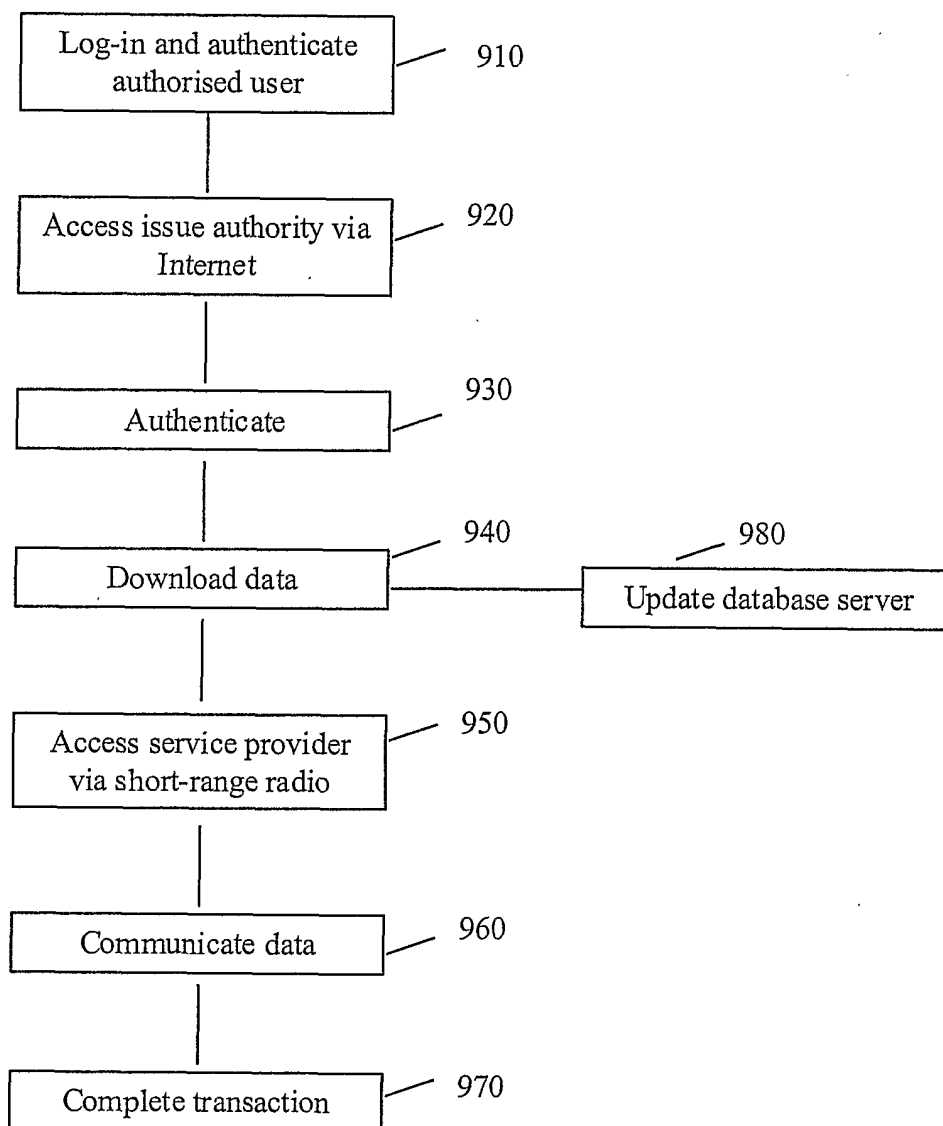 Log-in and authenticate
authorised user
910
Access issue authority via
Internet
920
Authenticate
930
Download data
940
Update database server
980
Access service provider
via short-range radio
950
Communicate data
960
Complete transaction
970